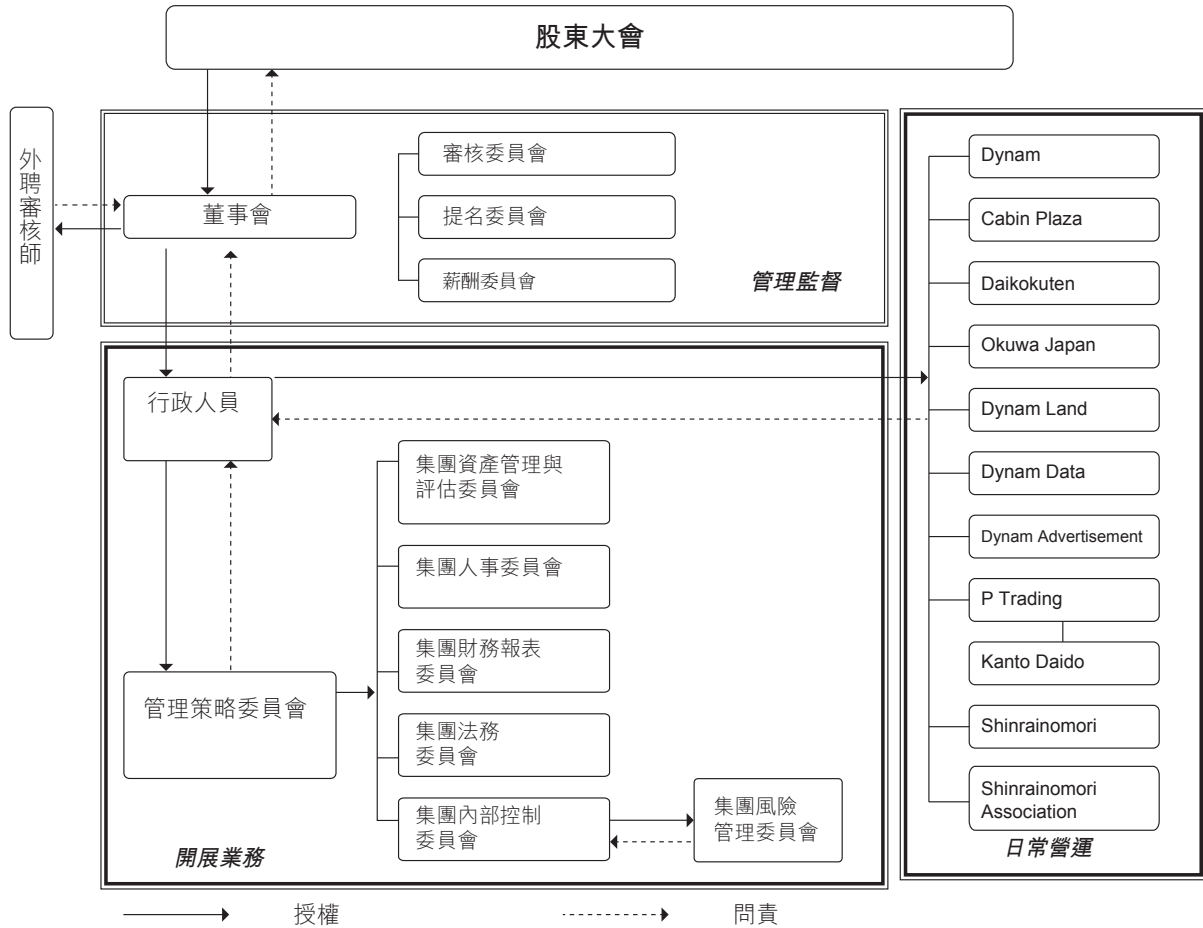 股東大會
外聘審核師
董事會
審核委員會
提名委員會
薪酬委員會
管理監督
行政人員
管理策略委員會
集團資產管理與
評估委員會
集團人事委員會
集團財務報表
委員會
集團法務
委員會
集團內部控制
委員會
集團風險
管理委員會
開展業務
Dynam
Cabin Plaza
Daikokuten
Okuwa Japan
Dynam Land
Dynam Data
Dynam Advertisement
P Trading
Kanto Daido
Shinrainomori
Shinrainomori
Association
日常營運
授權
問責